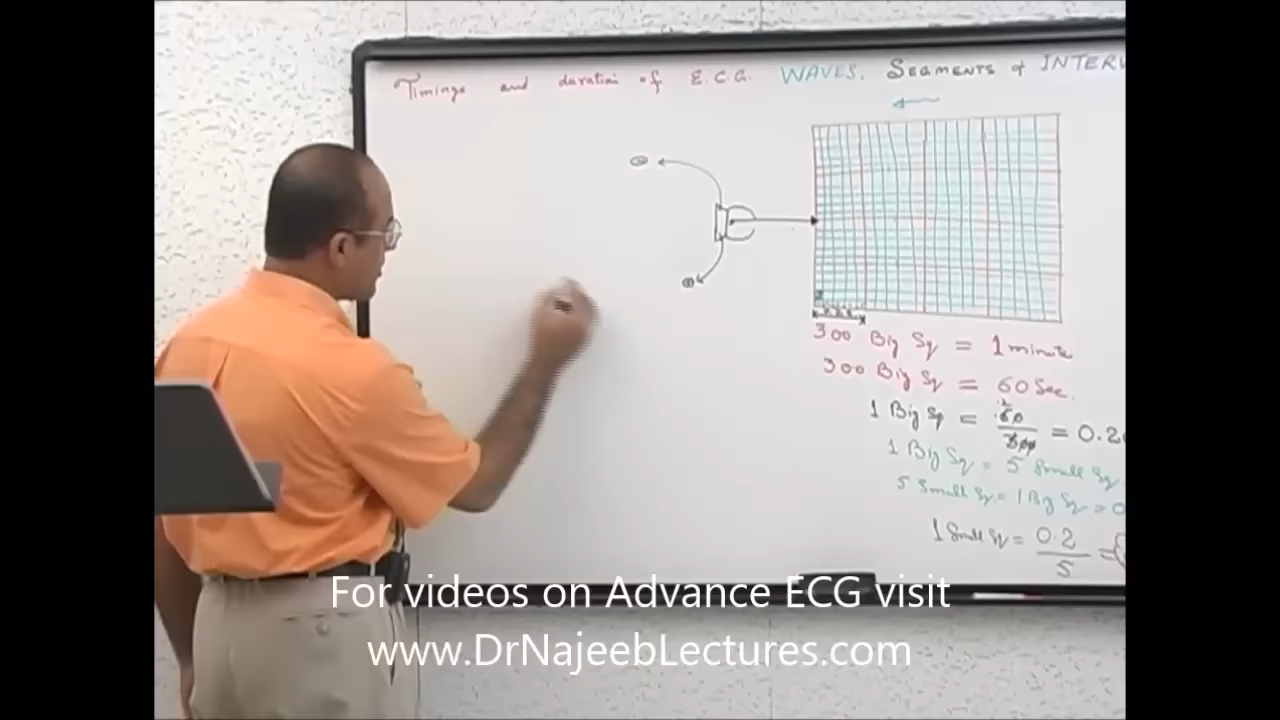 Timings and duration of E.C.G. WAVES, SEGMENTS & INTERV
300 Big Sq = 1 minute
300 Big Sq = 60 Sec.
1 Big Sq = 60/300 = 0.20
1 Big Sq = 5 Small Sq
5 Small Sq = 1 Big Sq = 0
1 Small Sq = 0.2/5 =
For videos on Advance ECG visit
www.DrNajeebLectures.com